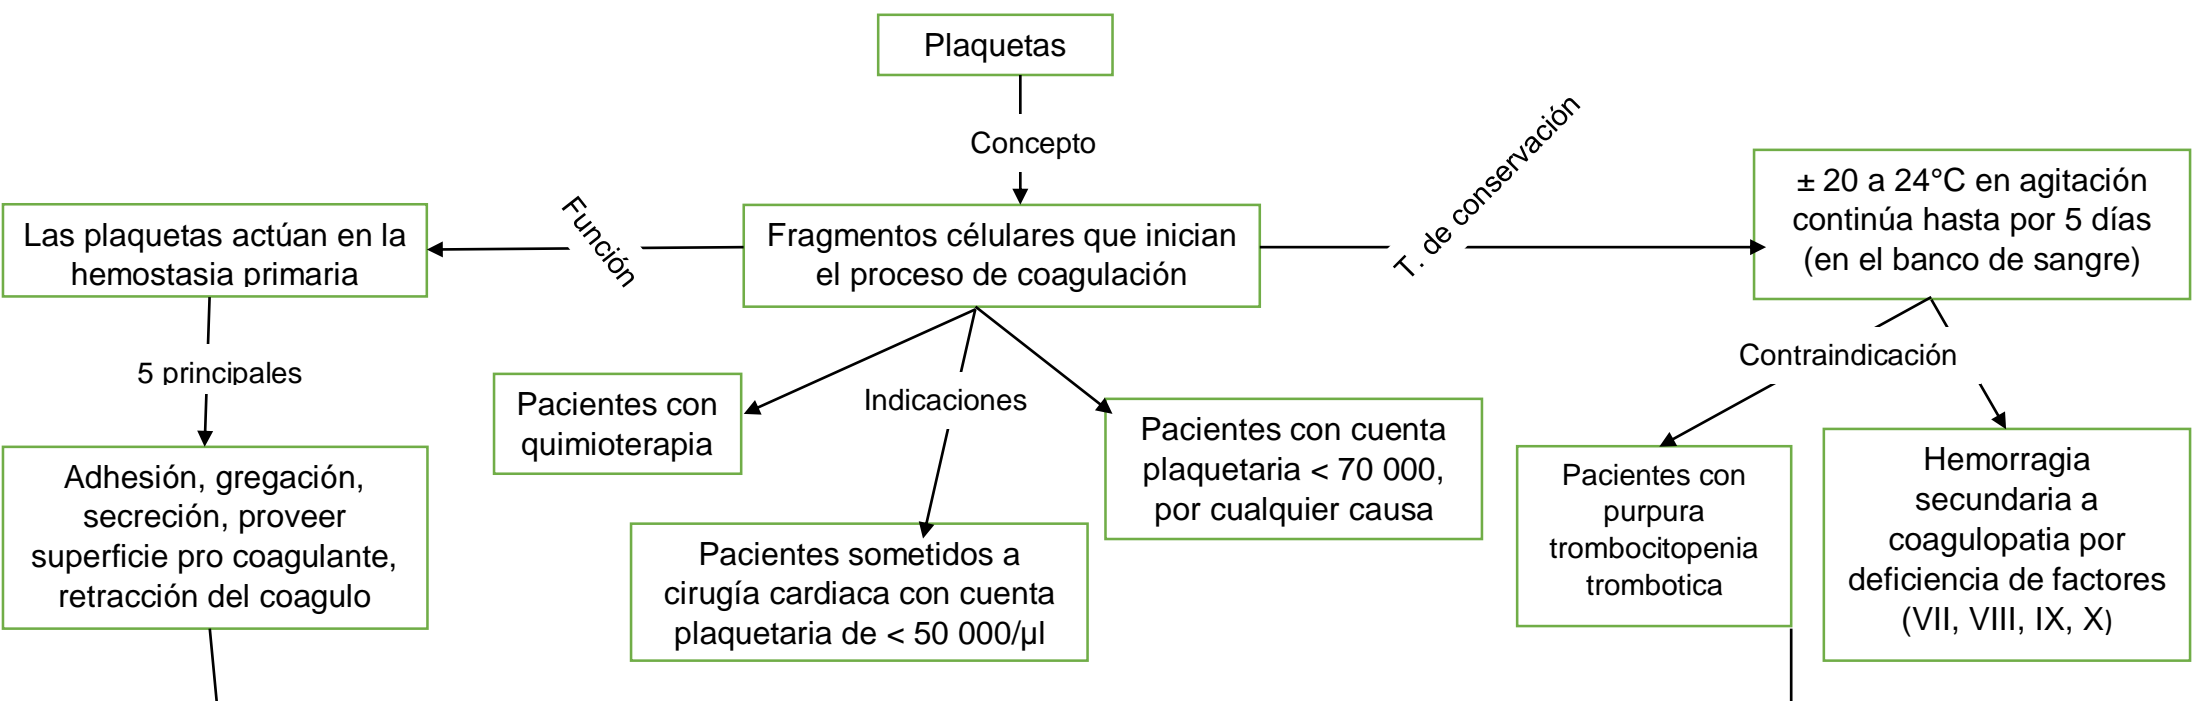 Plaquetas
Concepto
T. de conservación
± 20 a 24°C en agitación
continúa hasta por 5 días
(en el banco de sangre)
Función
Las plaquetas actúan en la
hemostasia primaria
Fragmentos célulares que inician
el proceso de coagulación
5 principales
Indicaciones
Contraindicación
Pacientes con
quimioterapia
Pacientes con cuenta
plaquetaria < 70 000,
por cualquier causa
Adhesión, gregación,
secreción, proveer
superficie pro coagulante,
retracción del coagulo
Pacientes sometidos a
cirugía cardiaca con cuenta
plaquetaria de < 50 000/µl
Pacientes con
purpura
trombocitopenia
trombotica
Hemorragia
secundaria a
coagulopatia por
deficiencia de factores
(VII, VIII, IX, X)